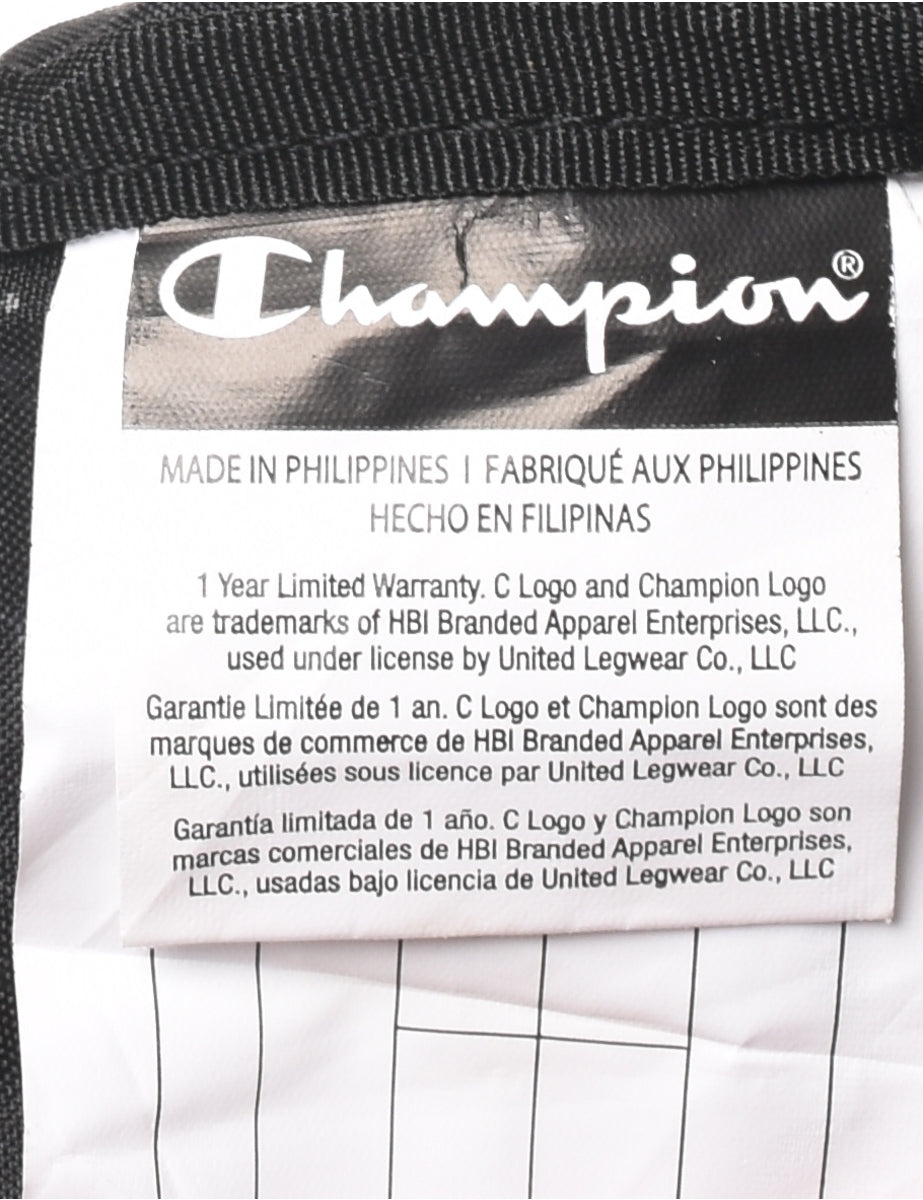 Champion®
MADE IN PHILIPPINES | FABRIQUÉ AUX PHILIPPINES
HECHO EN FILIPINAS
1 Year Limited Warranty. C Logo and Champion Logo
are trademarks of HBI Branded Apparel Enterprises, LLC.,
used under license by United Legwear Co., LLC
Garantie Limitée de 1 an. C Logo et Champion Logo sont des
marques de commerce de HBI Branded Apparel Enterprises,
LLC., utilisées sous licence par United Legwear Co., LLC
Garantía limitada de 1 año. C Logo y Champion Logo son
marcas comerciales de HBI Branded Apparel Enterprises,
LLC., usadas bajo licencia de United Legwear Co., LLC